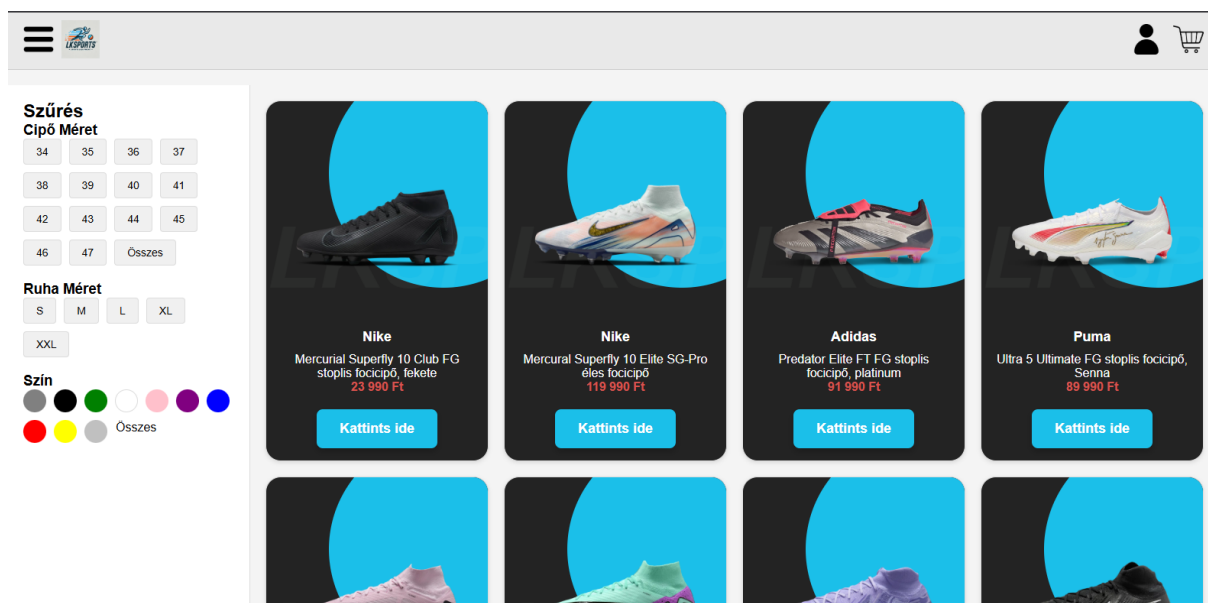 LKSPORTS
Szűrés
Cipő Méret
34 35 36 37
38 39 40 41
42 43 44 45
46 47 Összes
Ruha Méret
S M L XL
XXL
Szín
Összes
Nike
Mercurial Superfly 10 Club FG
stoplis focicipő, fekete
23 990 Ft
Kattints ide
Nike
Mercural Superfly 10 Elite SG-Pro
éles focicipő
119 990 Ft
Kattints ide
Adidas
Predator Elite FT FG stoplis
focicipő, platinum
91 990 Ft
Kattints ide
Puma
Ultra 5 Ultimate FG stoplis focicipő,
Senna
89 990 Ft
Kattints ide